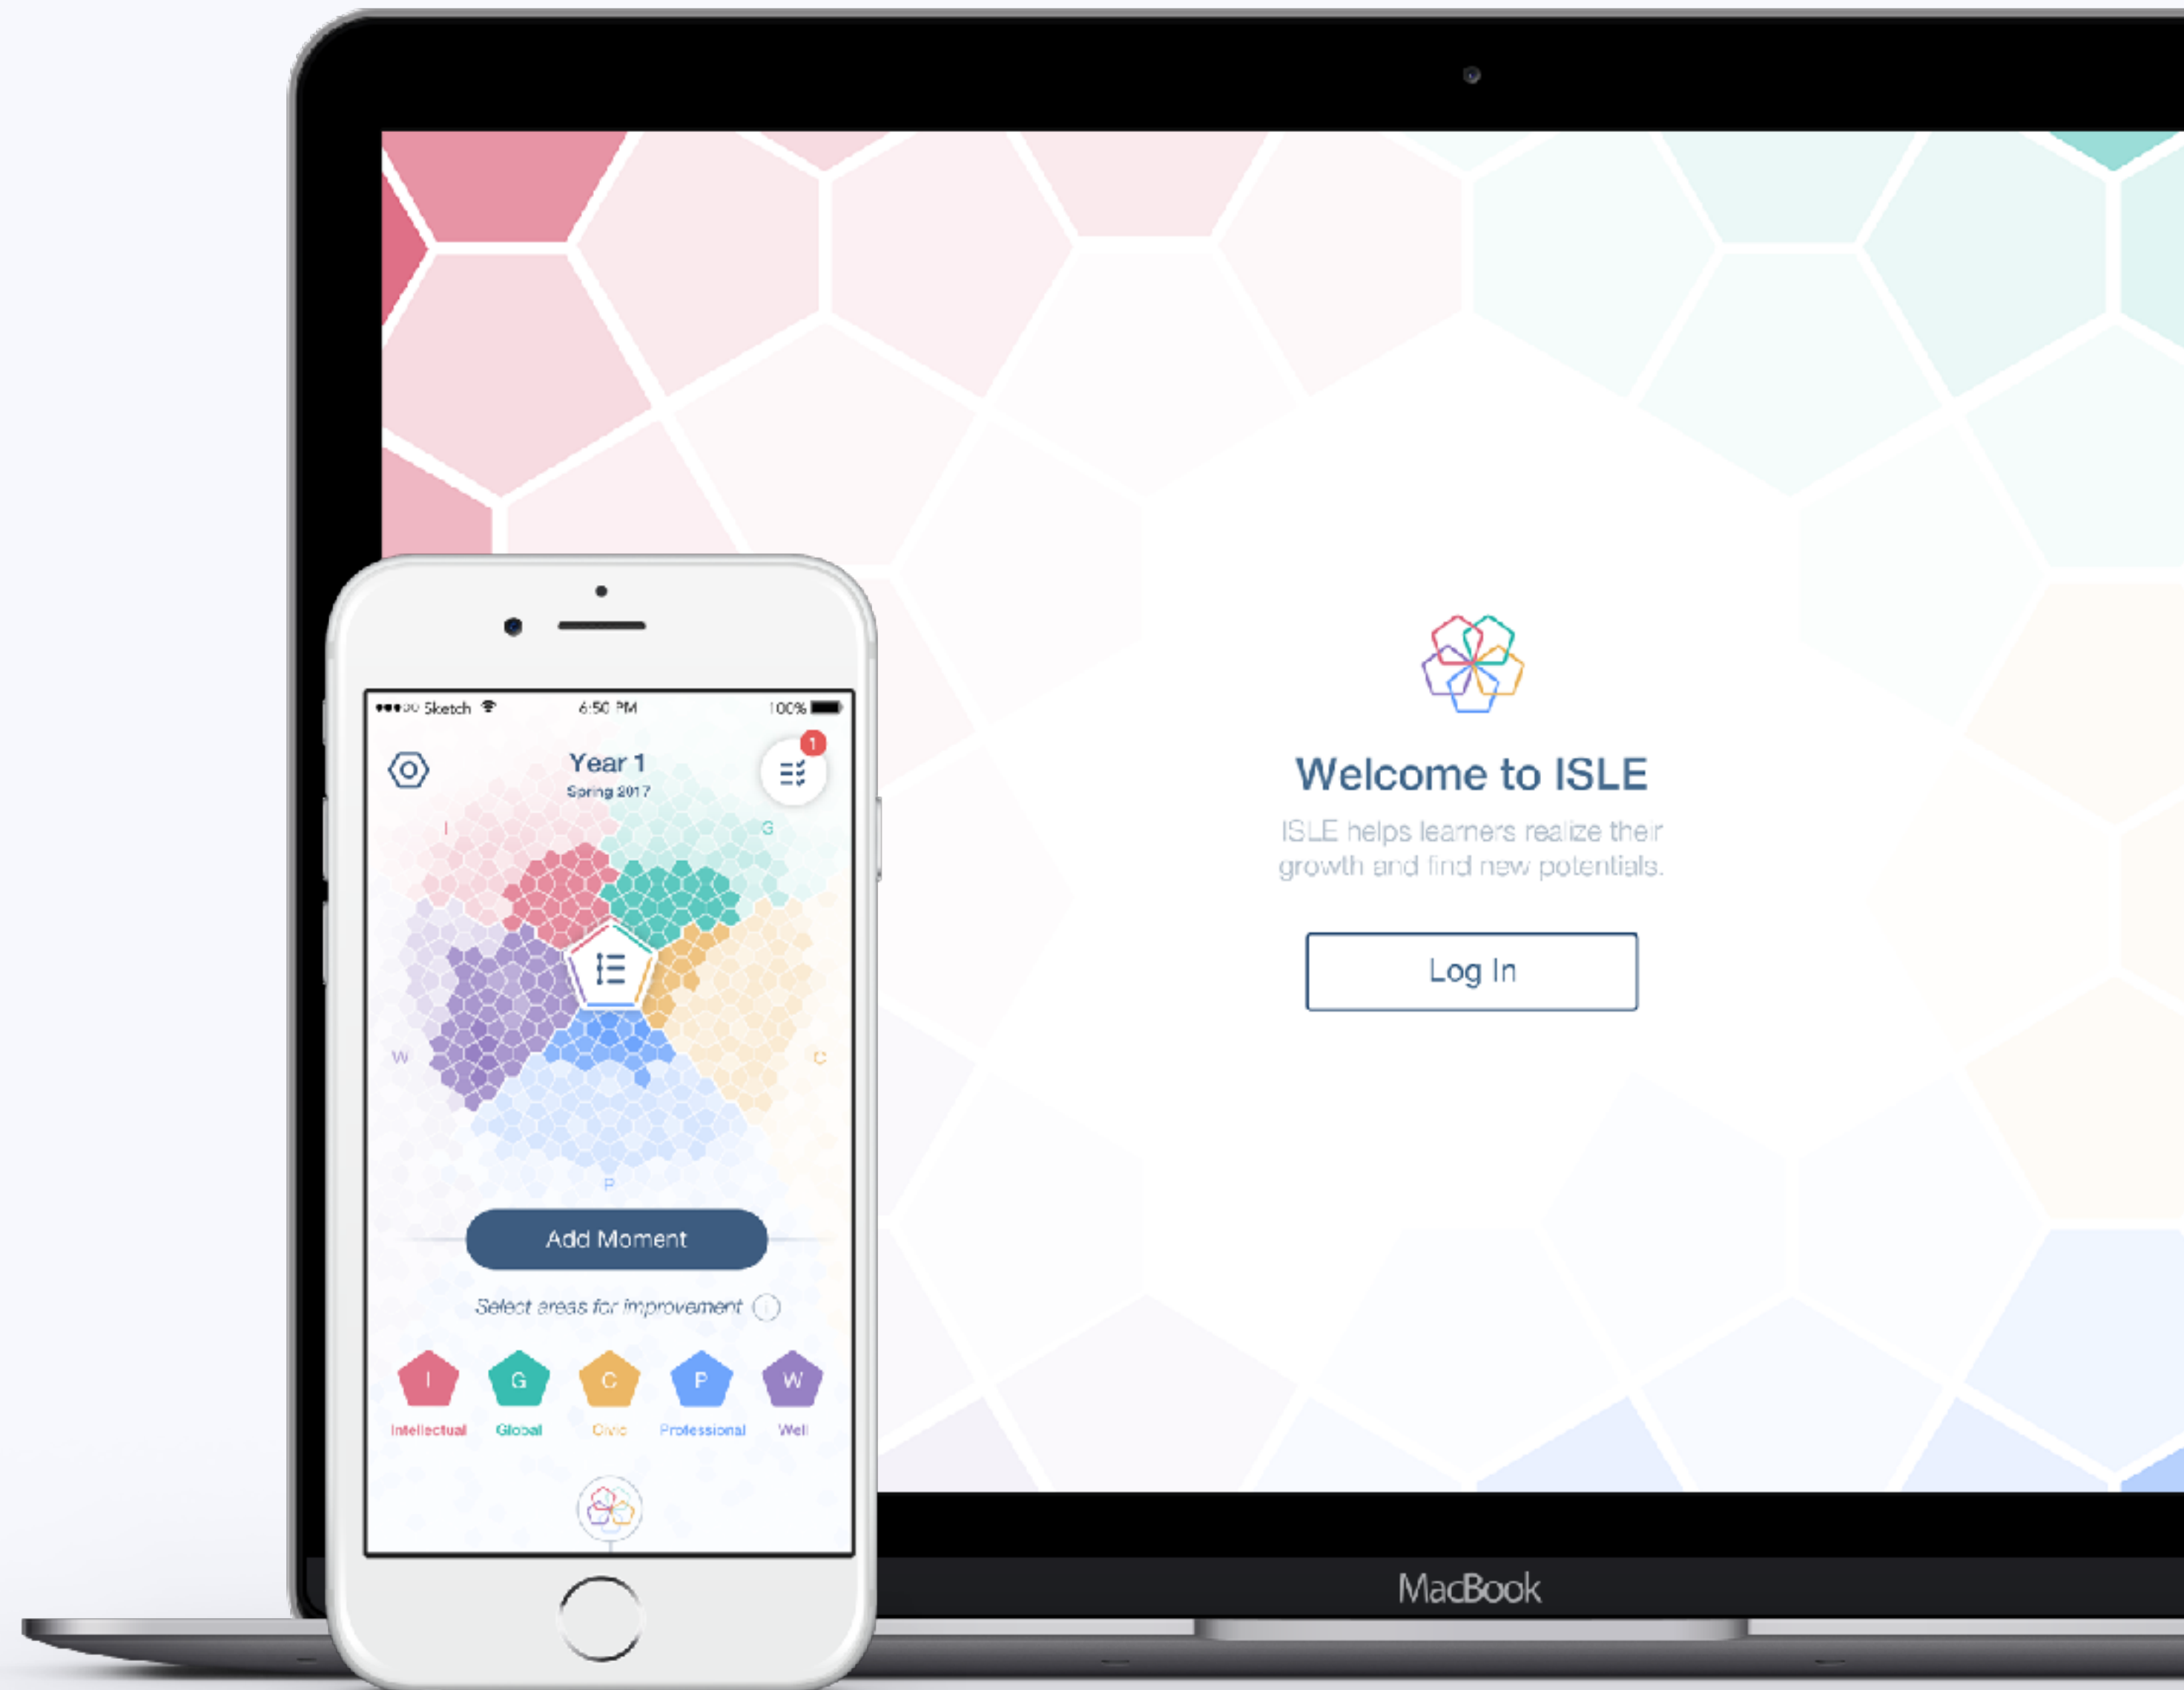 Welcome to ISLE
ISLE helps learners realize their
growth and find new potentials.
Log In
MacBook
Sketch 6:50 PM 100%
Year 1
1
Spring 2017
I G
W C
P
Add Moment
Select areas for improvement i
I G C P W
Intellectual Global Civic Professional Well